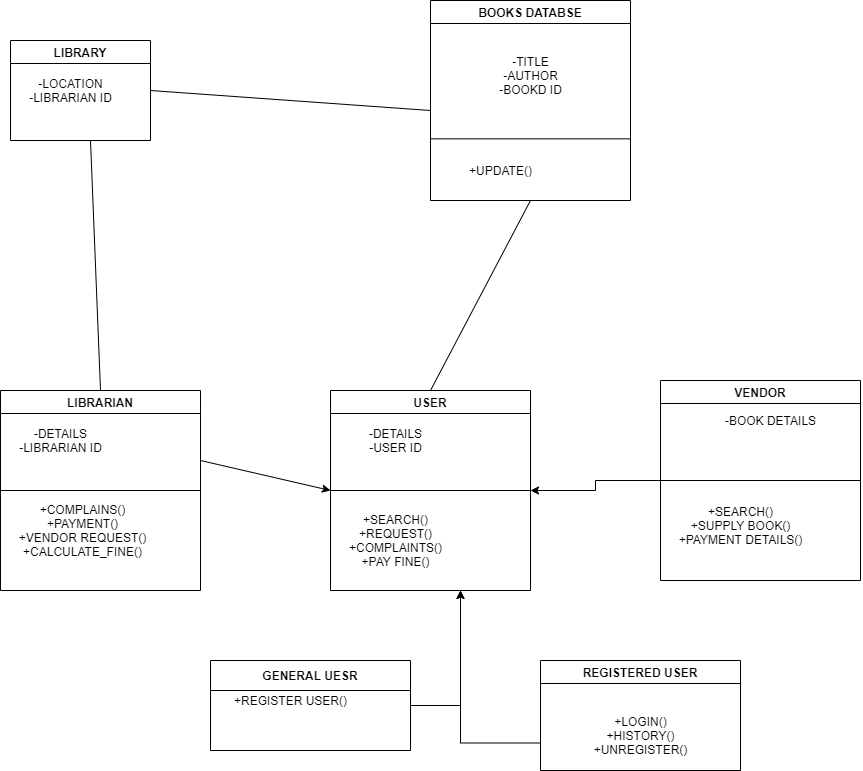 BOOKS DATABSE
-TITLE
-AUTHOR
-BOOKD ID
+UPDATE()
LIBRARY
-LOCATION
-LIBRARIAN ID
LIBRARIAN
-DETAILS
-LIBRARIAN ID
+COMPLAINS()
+PAYMENT()
+VENDOR REQUEST()
+CALCULATE_FINE()
USER
-DETAILS
-USER ID
+SEARCH()
+REQUEST()
+COMPLAINTS()
+PAY FINE()
VENDOR
-BOOK DETAILS
+SEARCH()
+SUPPLY BOOK()
+PAYMENT DETAILS()
GENERAL UESR
+REGISTER USER()
REGISTERED USER
+LOGIN()
+HISTORY()
+UNREGISTER()